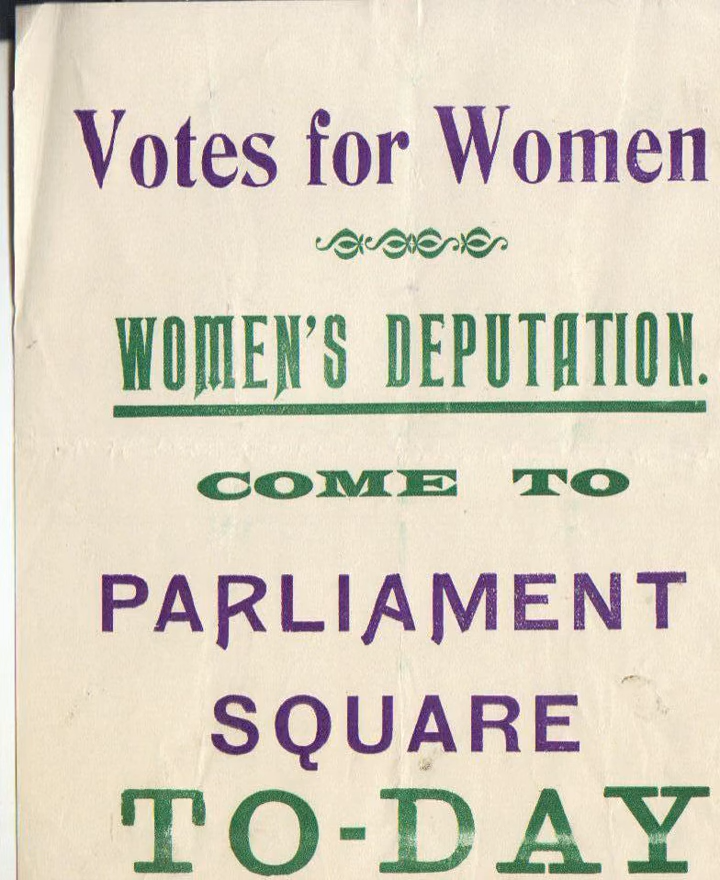 Votes for Women
WOMEN'S DEPUTATION.
COME TO
PARLIAMENT
SQUARE
TO-DAY